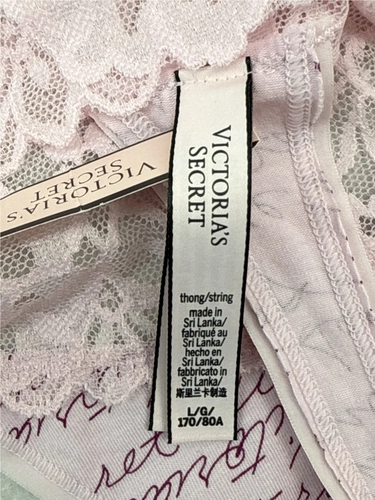 VICTORIA'S
SECRET
thong/string
made in
Sri Lanka/
fabriqué au
Sri Lanka/
hecho en
Sri Lanka/
fabbricato in
Sri Lanka/
斯里兰卡制造
L/G/
170/80A
VICTORIA'S
SECRET
VICTORIA'S